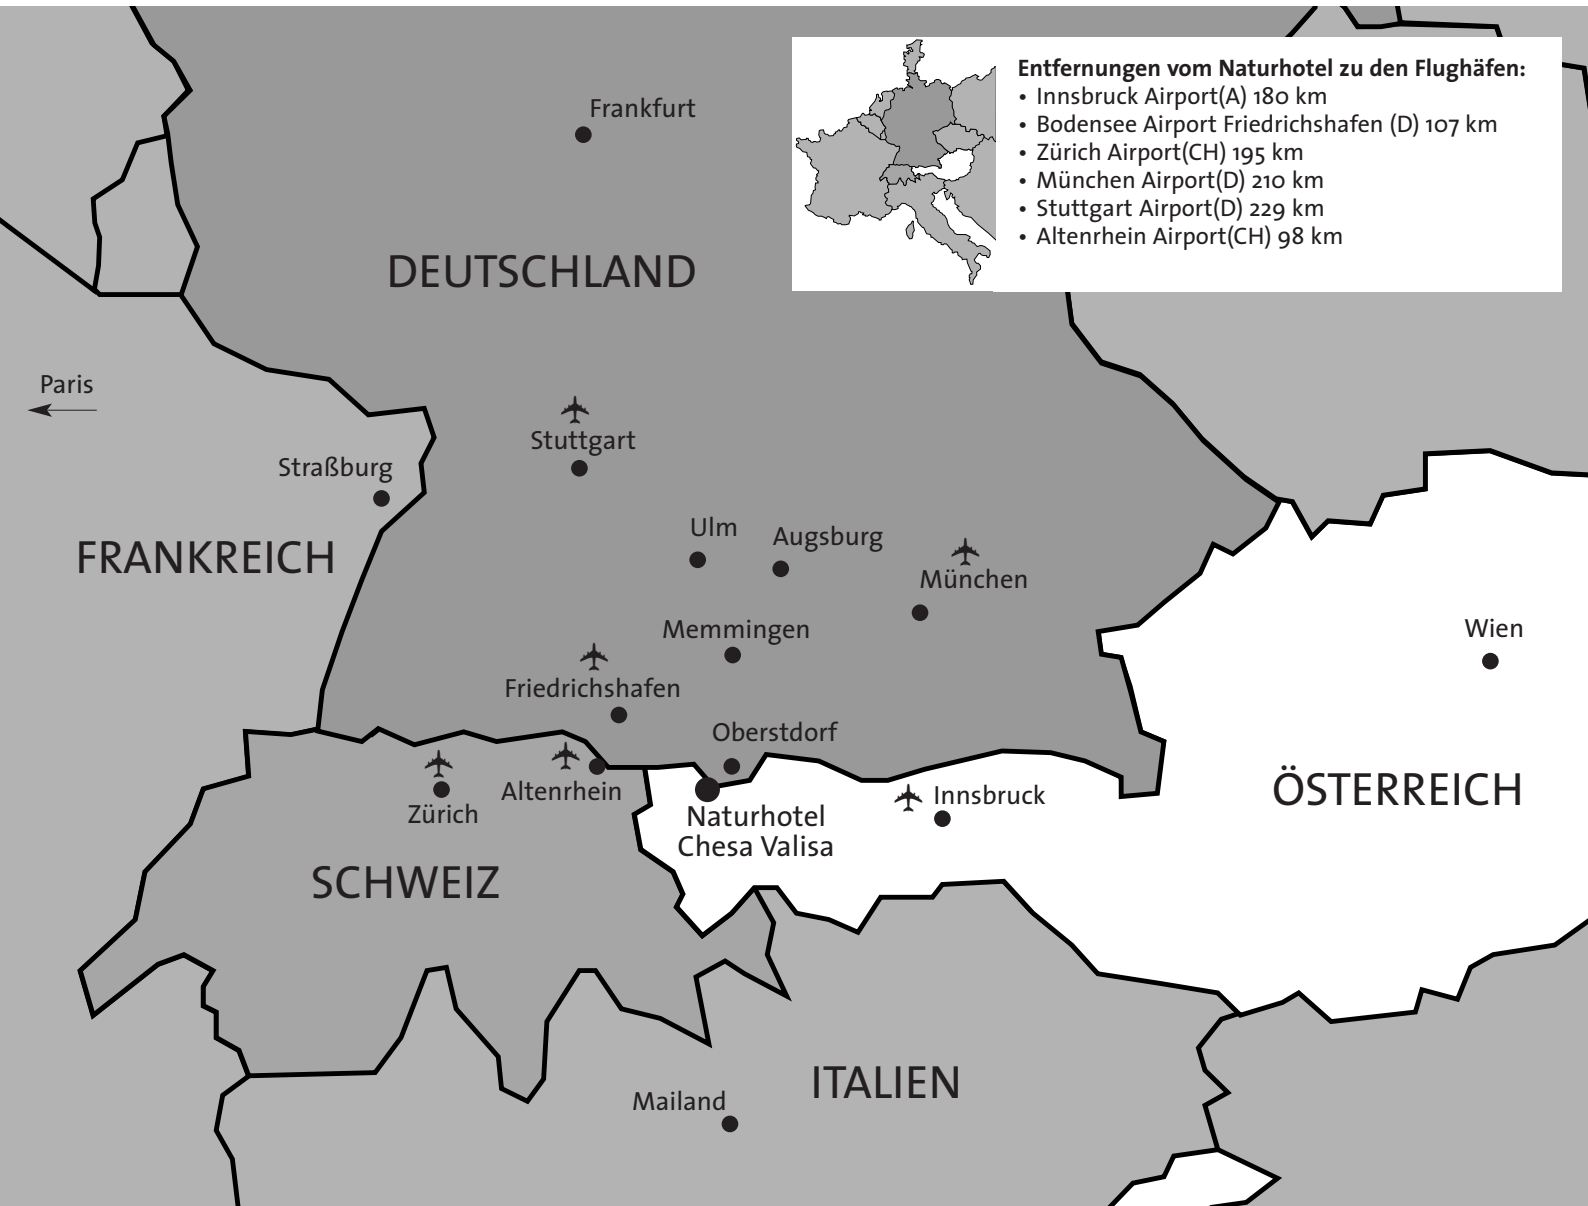 Frankfurt
Entfernungen vom Naturhotel zu den Flughäfen:
• Innsbruck Airport(A) 180 km
• Bodensee Airport Friedrichshafen (D) 107 km
• Zürich Airport(CH) 195 km
• München Airport(D) 210 km
• Stuttgart Airport(D) 229 km
• Altenrhein Airport(CH) 98 km
DEUTSCHLAND
Paris
Stuttgart
Straßburg
Ulm
Augsburg
FRANKREICH
München
Memmingen
Wien
Friedrichshafen
Oberstdorf
Altenrhein
Zürich
Innsbruck
ÖSTERREICH
Naturhotel
Chesa Valisa
SCHWEIZ
ITALIEN
Mailand